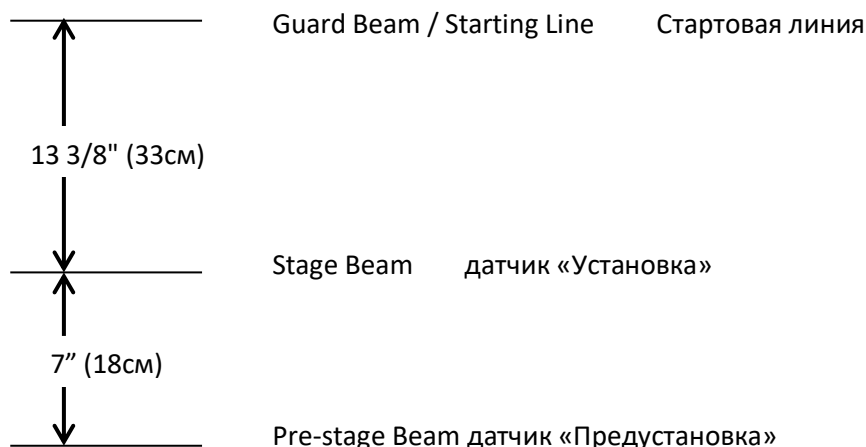 Guard Beam / Starting Line Стартовая линия
13 3/8" (33см)
Stage Beam датчик «Установка»
7” (18см)
Pre-stage Beam датчик «Предустановка»